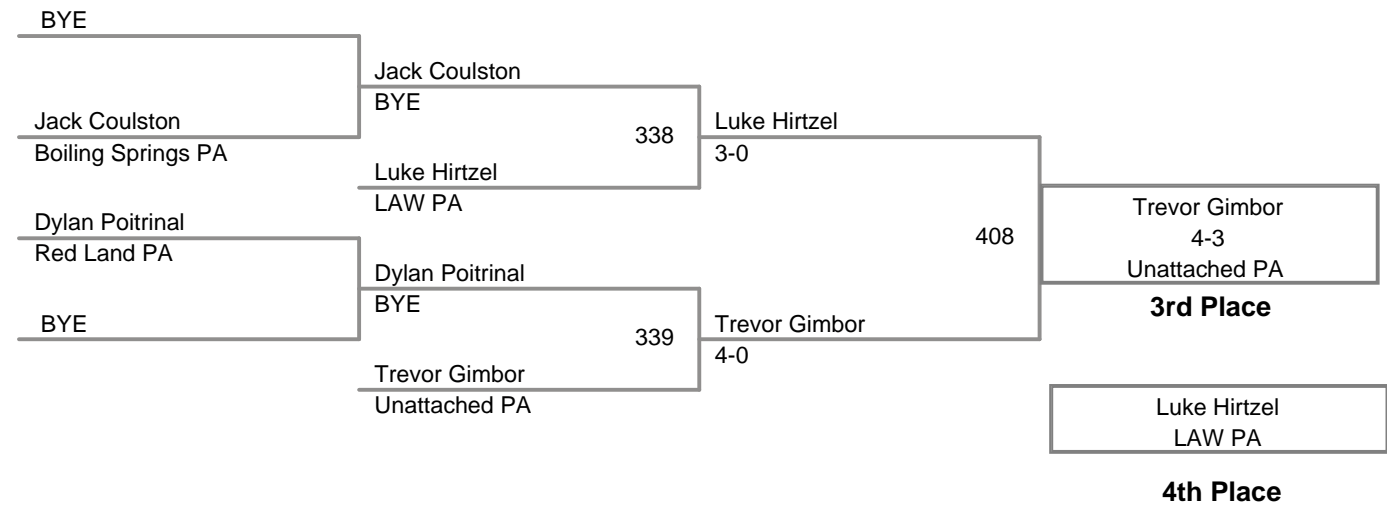 BYE
Jack Coulston
BYE
Jack Coulston
Boiling Springs PA
338
Luke Hirtzel
3-0
Luke Hirtzel
LAW PA
Dylan Poitrinal
Red Land PA
408
Trevor Gimbor
4-3
Unattached PA
3rd Place
Dylan Poitrinal
BYE
BYE
339
Trevor Gimbor
4-0
Trevor Gimbor
Unattached PA
Luke Hirtzel
LAW PA
4th Place